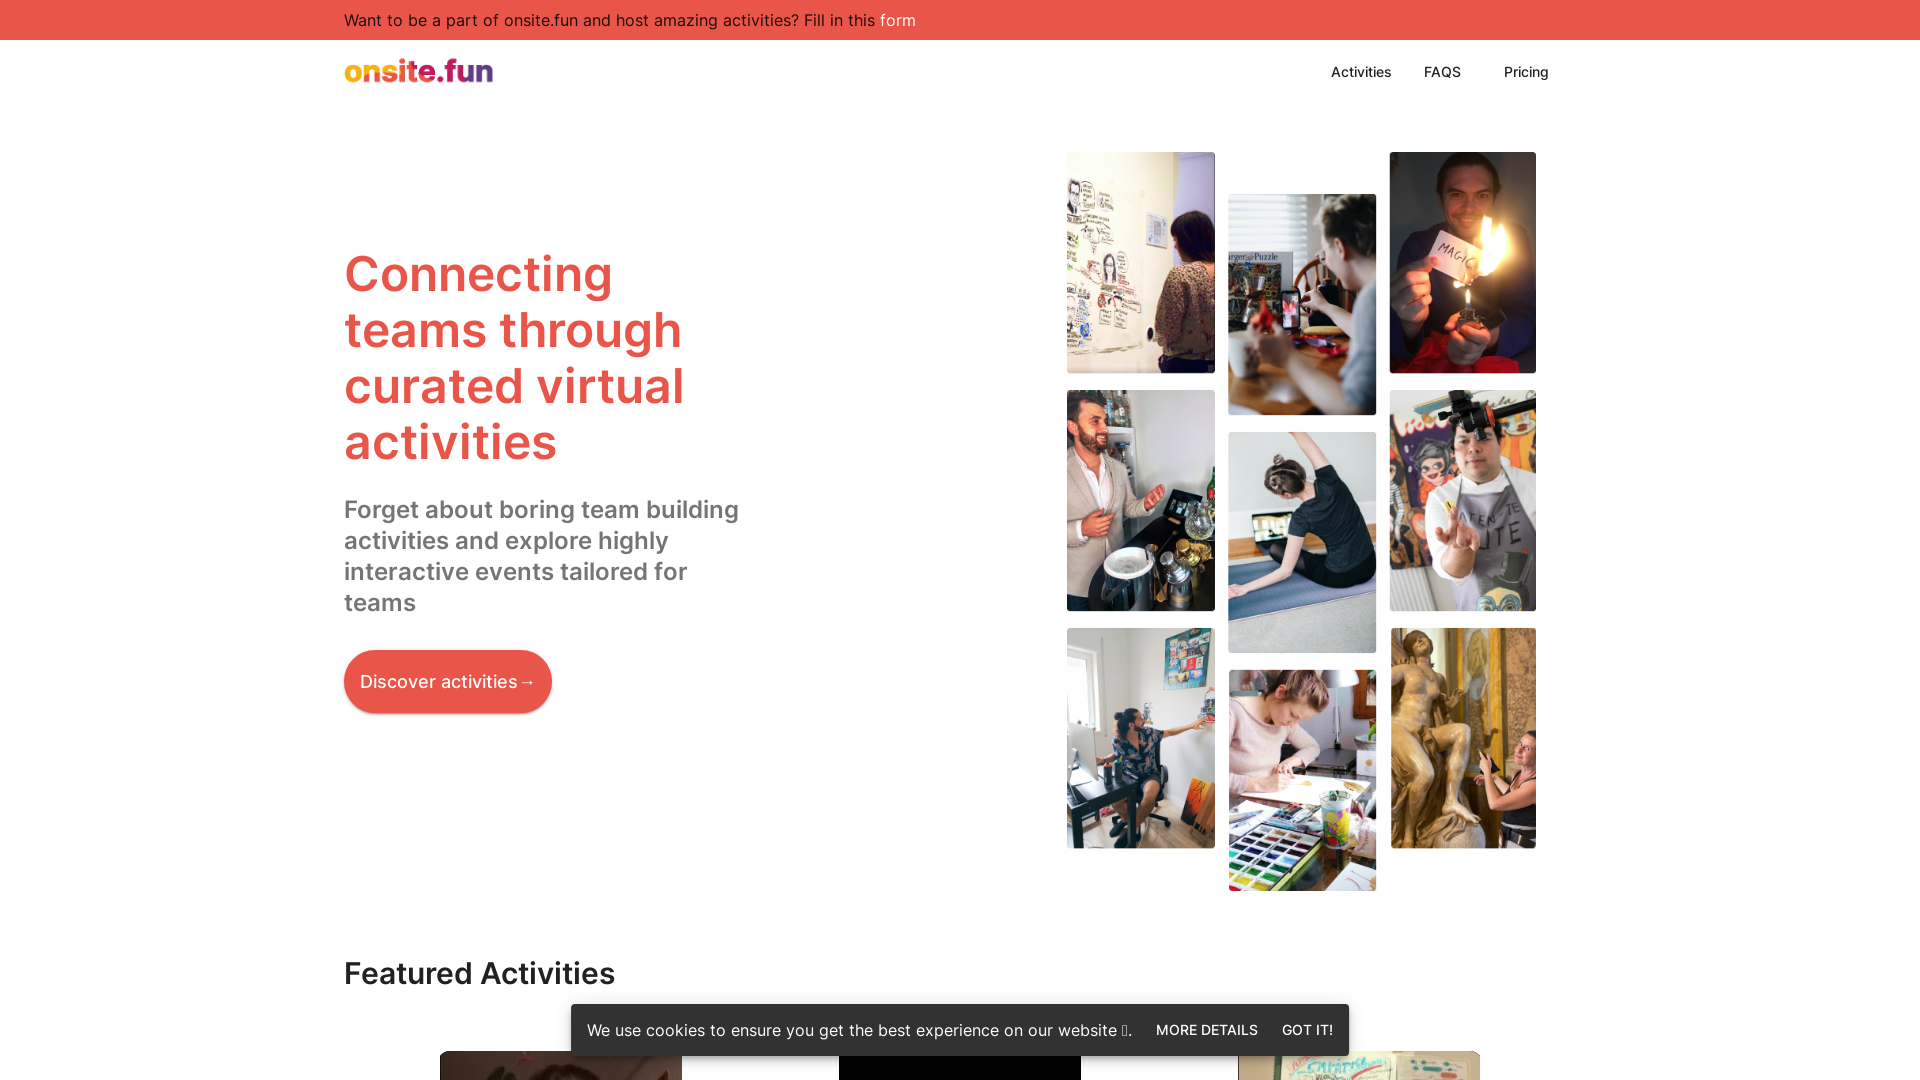 Want to be a part of onsite.fun and host amazing activities? Fill in this form
onsite.fun
Activities
FAQS
Pricing
MAGIC
Connecting
teams through
curated virtual
activities
Forget about boring team building
activities and explore highly
interactive events tailored for
teams
Discover activities→
Featured Activities
We use cookies to ensure you get the best experience on our website .
MORE DETAILS
GOT IT!